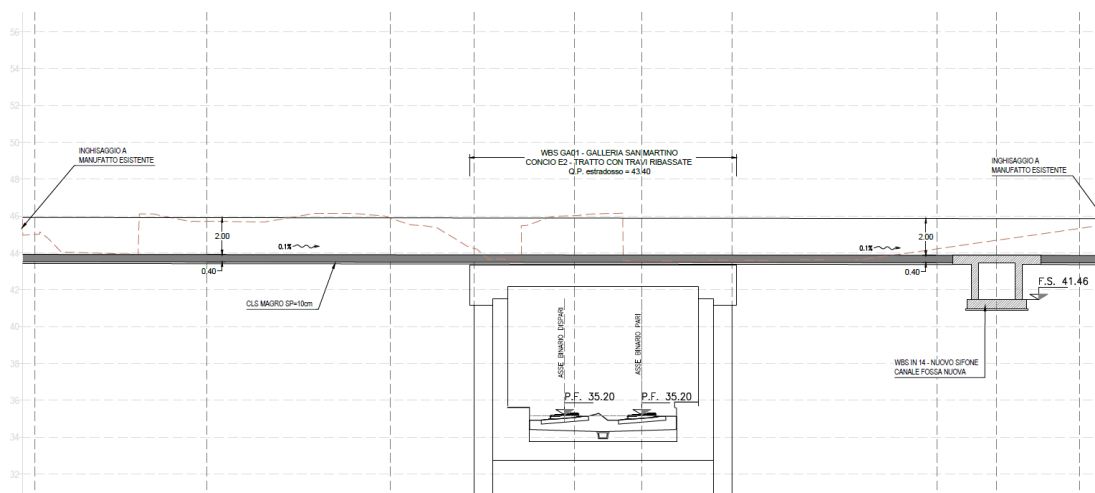 56
54
52
50
48
46
44
42
40
38
36
34
32
INGHISAGGIO A
MANUFATTO ESISTENTE
WBS GA01 - GALLERIA SAN MARTINO
CONCIO E2 - TRATTO CON TRAVI RIBASSATE
Q.P. estradosso = 43.40
INGHISAGGIO A
MANUFATTO ESISTENTE
2.00
0.1%
0.40
CLS MAGRO SP=10cm
0.1%
2.00
0.40
F.S. 41.46
WBS IN 14 - NUOVO SIFONE
CANALE FOSSA NUOVA
ASSE BINARIO DISPARI
ASSE BINARIO PARI
P.F. 35.20
P.F. 35.20